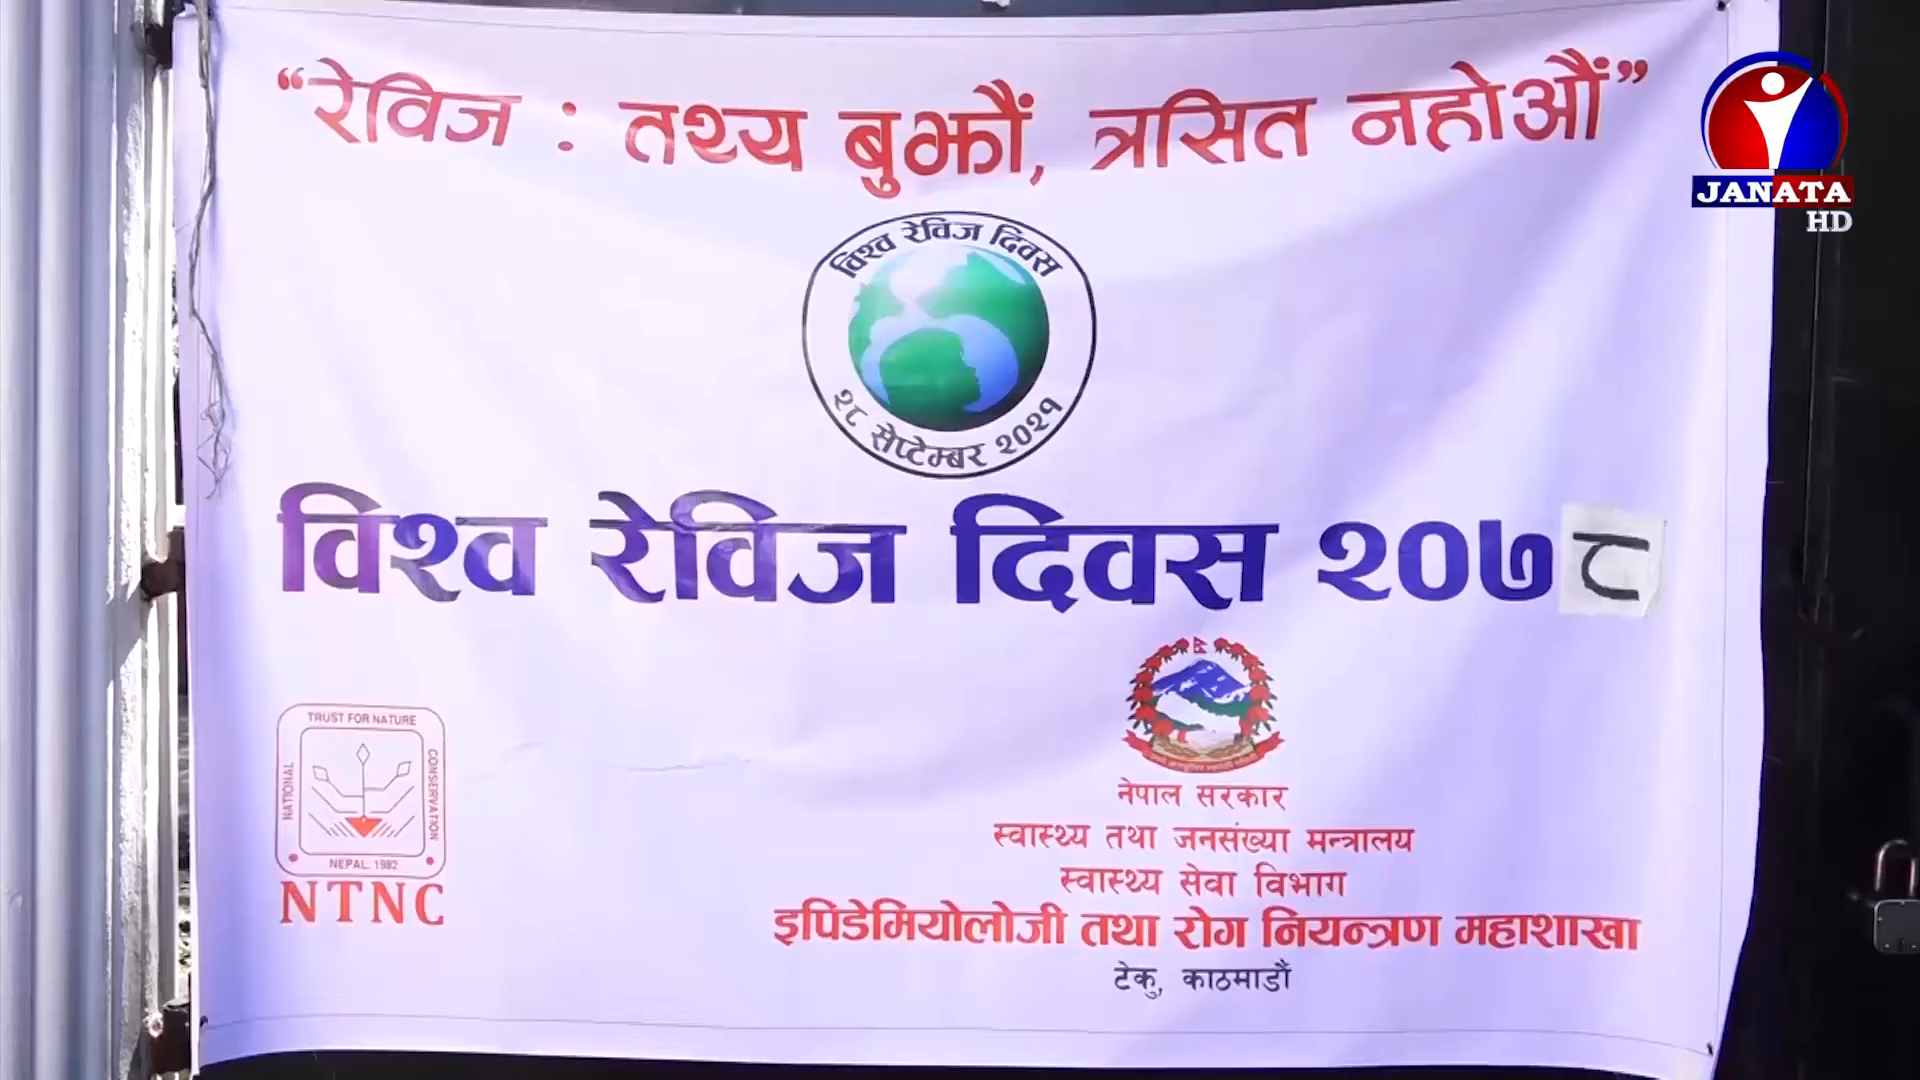 “रेविज : तथ्य बुझौं, त्रसित नहोऔं”
JANATA
HD
विश्व रेविज दिवस
२८ सेप्टेम्बर २०२१
विश्व रेविज दिवस २०७८
TRUST FOR NATURE
NATIONAL
CONSERVATION
NEPAL. 1982
NTNC
नेपाल सरकार
स्वास्थ्य तथा जनसंख्या मन्त्रालय
स्वास्थ्य सेवा विभाग
इपिडेमियोलोजी तथा रोग नियन्त्रण महाशाखा
टेकु, काठमाडौं